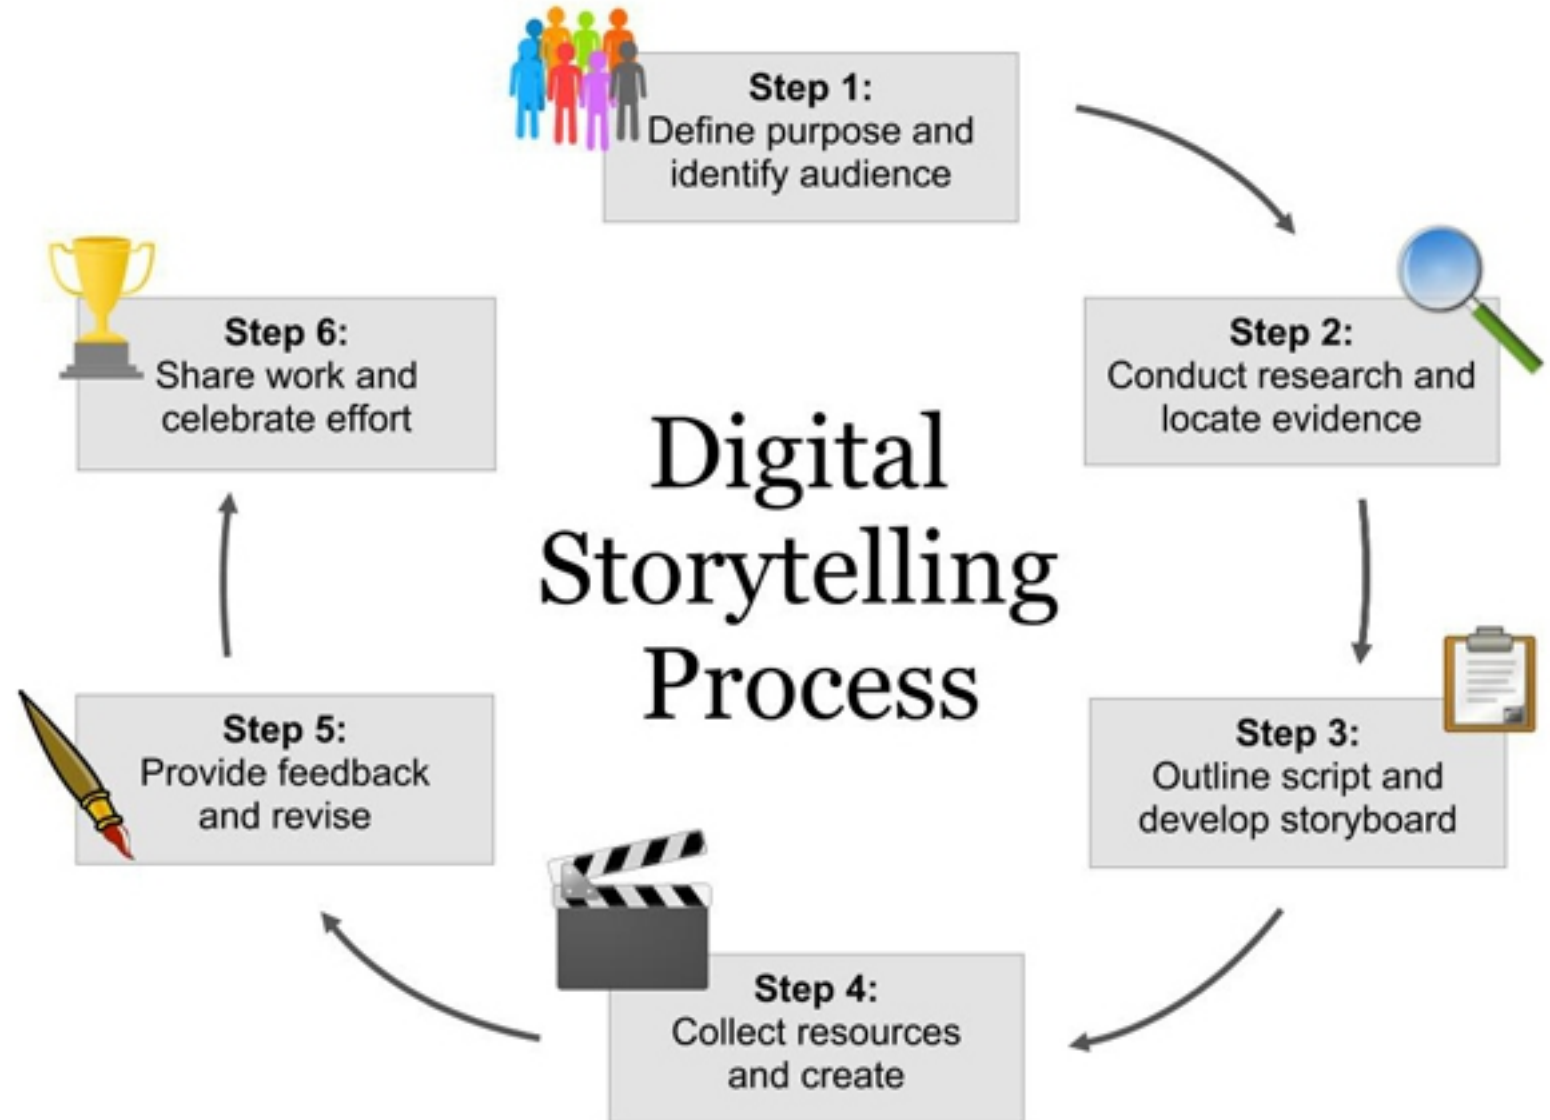 Step 1:
Define purpose and
identify audience
Step 2:
Conduct research and
locate evidence
Step 3:
Outline script and
develop storyboard
Step 4:
Collect resources
and create
Step 5:
Provide feedback
and revise
Step 6:
Share work and
celebrate effort
Digital
Storytelling
Process